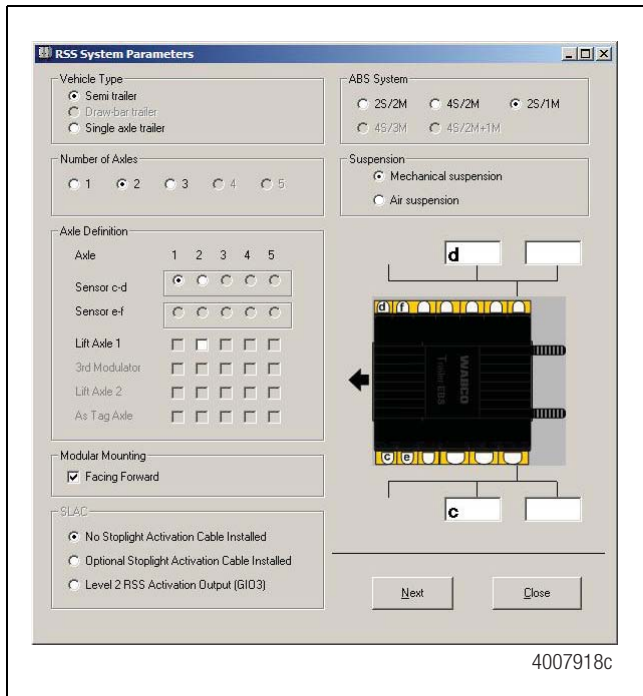 RSS System Parameters
Vehicle Type
Semi trailer
Draw-bar trailer
Single axle trailer
Number of Axles
1 2 3 4 5
Axle Definition
Axle 1 2 3 4 5
Sensor c-d
Sensor e-f
Lift Axle 1
3rd Modulator
Lift Axle 2
As Tag Axle
Modular Mounting
Facing Forward
SLAC
No Stoplight Activation Cable Installed
Optional Stoplight Activation Cable Installed
Level 2 RSS Activation Output (GIO3)
ABS System
2S/2M 4S/2M 2S/1M
4S/3M 4S/2M+1M
Suspension
Mechanical suspension
Air suspension
d
d f
WABCO
Trailer EBS
c e
c
Next Close
4007918c